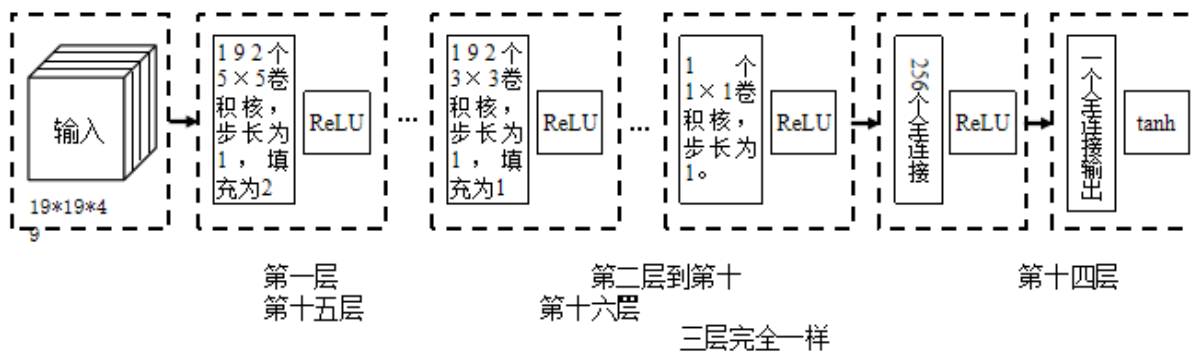 输入
19*19*4
9
192个
5×5卷
积核，
步长为
1，填
充为2
ReLU
...
192个
3×3卷
积核，
步长为
1，填
充为1
ReLU
...
1个
1×1卷
积核，
步长为
1。
ReLU
256个全连接
ReLU
一个全连接输出
tanh
第一层
第二层到第十
第十四层
第十五层
第十六层
三层完全一样